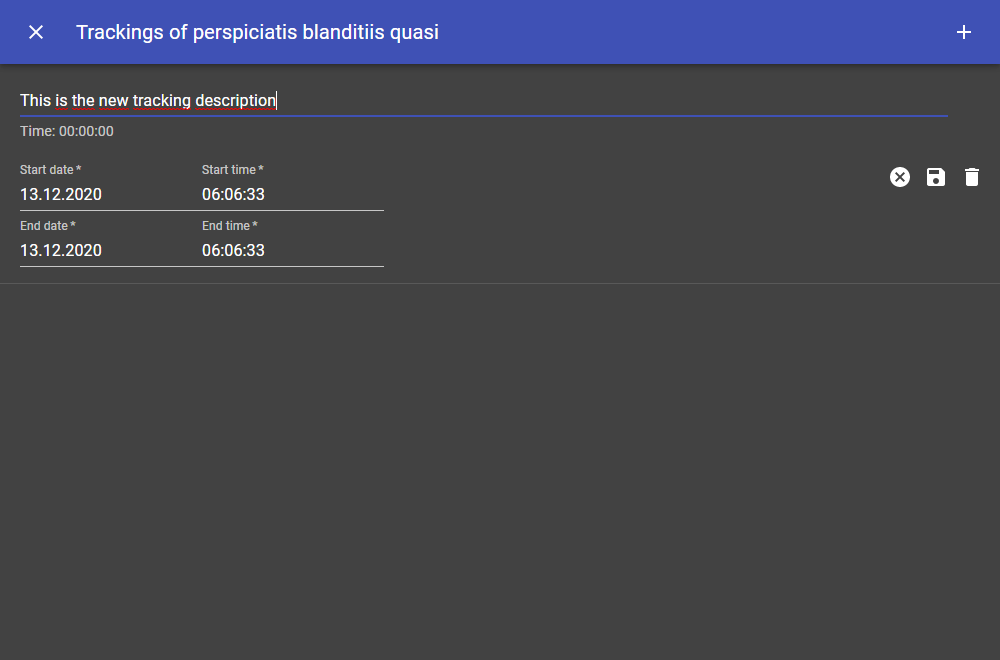 Trackings of perspiciatis blanditiis quasi
This is the new tracking description
Time: 00:00:00
Start date * Start time *
13.12.2020 06:06:33
End date * End time *
13.12.2020 06:06:33